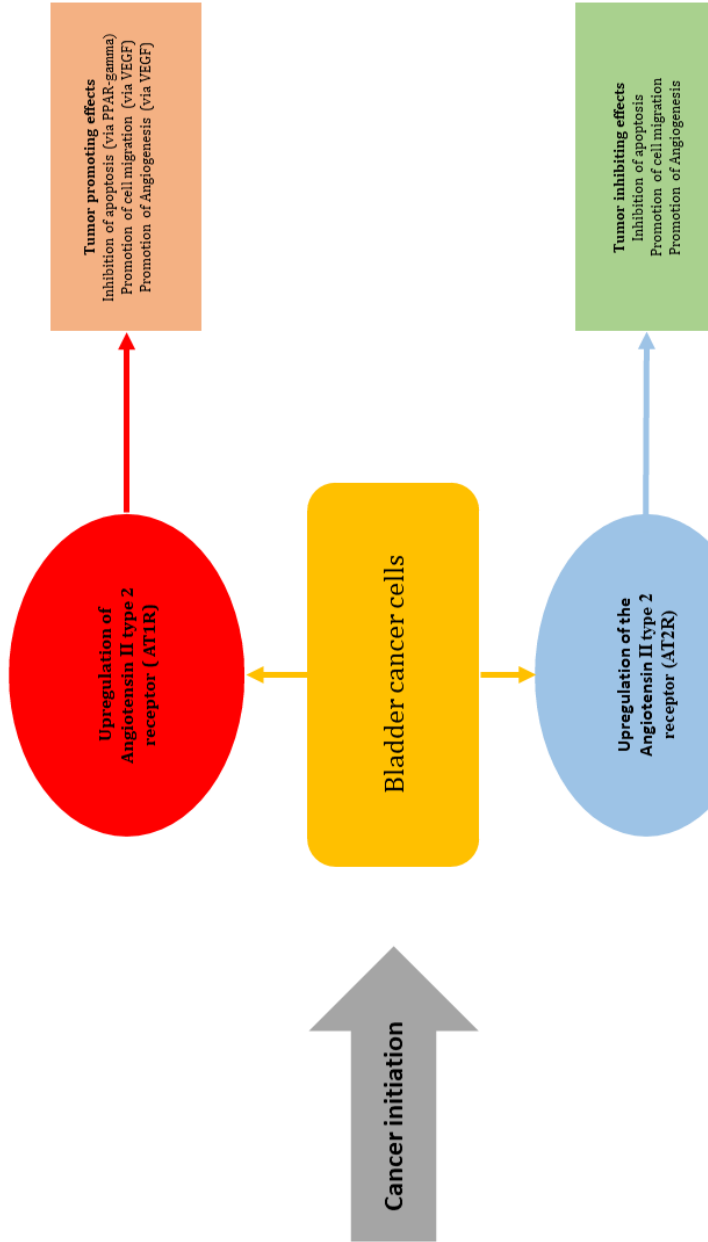 Cancer initiation
Bladder cancer cells
Upregulation of
Angiotensin II type 2
receptor ( AT1R)
Tumor promoting effects
Inhibition of apoptosis (via PPAR-gamma)
Promotion of cell migration (via VEGF)
Promotion of Angiogenesis (via VEGF)
Upregulation of the
Angiotensin II type 2
receptor (AT2R)
Tumor inhibiting effects
Inhibition of apoptosis
Promotion of cell migration
Promotion of Angiogenesis